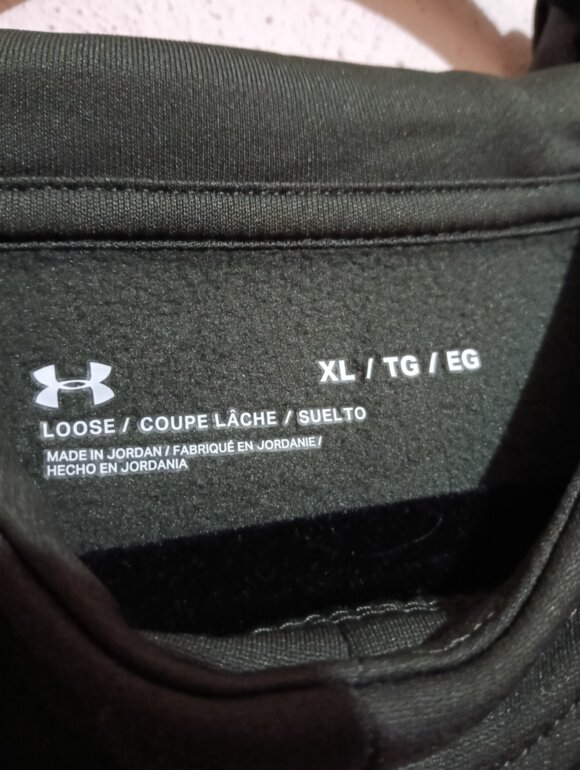 XL / TG / EG
LOOSE / COUPE LÂCHE / SUELTO
MADE IN JORDAN / FABRIQUÉ EN JORDANIE /
HECHO EN JORDANIA